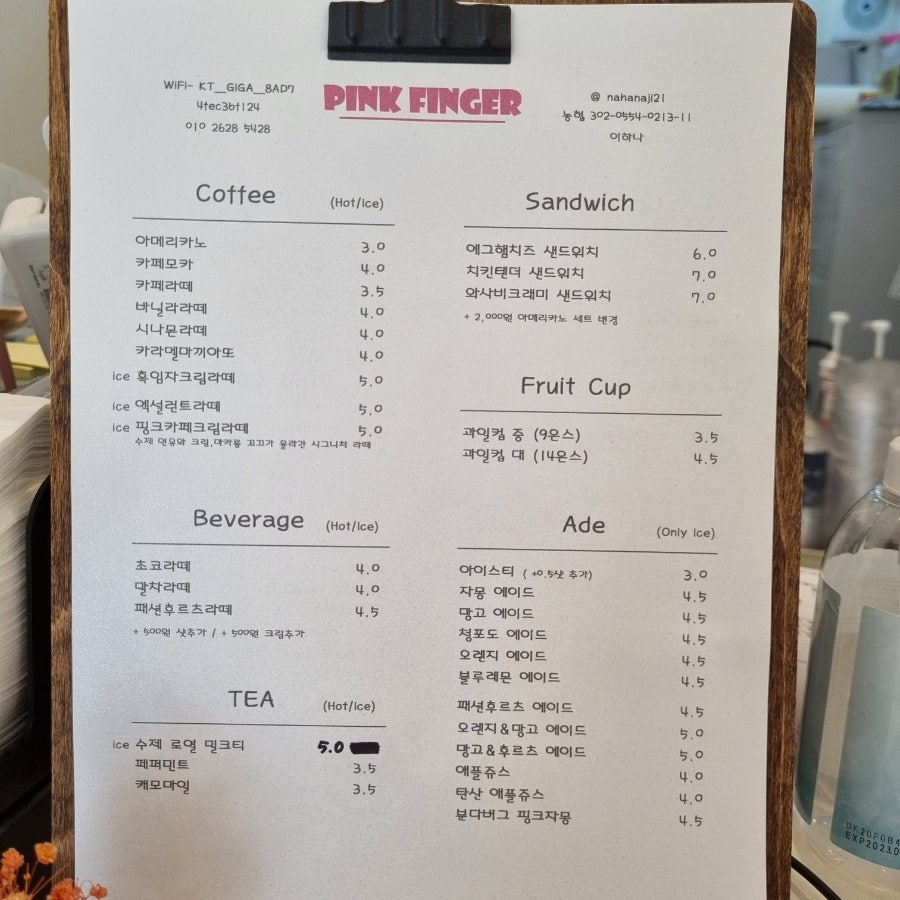 WiFi- KT_GIGA_8AD7
4tec3bf124
010 2628 5428
PINK FINGER
@ nahanaji21
농협 302-0554-0213-11
이하나
Coffee (Hot/Ice)
아메리카노 3.0
카페모카 4.0
카페라떼 3.5
바닐라라떼 4.0
시나몬라떼 4.0
카라멜마끼아또 4.0
ice 흑임자크림라떼 5.0
ice 엑설런트라떼 5.0
ice 핑크카페크림라떼 5.0
수제 연유와 크림,마카롱 꼬끄가 올라간 시그니처 라떼
Beverage (Hot/Ice)
초코라떼 4.0
말차라떼 4.0
패션후르츠라떼 4.5
+ 500원 샷추가 / + 500원 크림추가
TEA (Hot/Ice)
ice 수제 로열 밀크티 5.0
페퍼민트 3.5
캐모마일 3.5
Sandwich
에그햄치즈 샌드위치 6.0
치킨텐더 샌드위치 7.0
와사비크래미 샌드위치 7.0
+ 2,000원 아메리카노 세트 변경
Fruit Cup
과일컵 중 (9온스) 3.5
과일컵 대 (14온스) 4.5
Ade (Only Ice)
아이스티 ( +0.5샷 추가) 3.0
자몽 에이드 4.5
망고 에이드 4.5
청포도 에이드 4.5
오렌지 에이드 4.5
블루레몬 에이드 4.5
패션후르츠 에이드 4.5
오렌지&망고 에이드 5.0
망고&후르츠 에이드 5.0
애플쥬스 4.0
탄산 애플쥬스 4.0
분다버그 핑크자몽 4.5